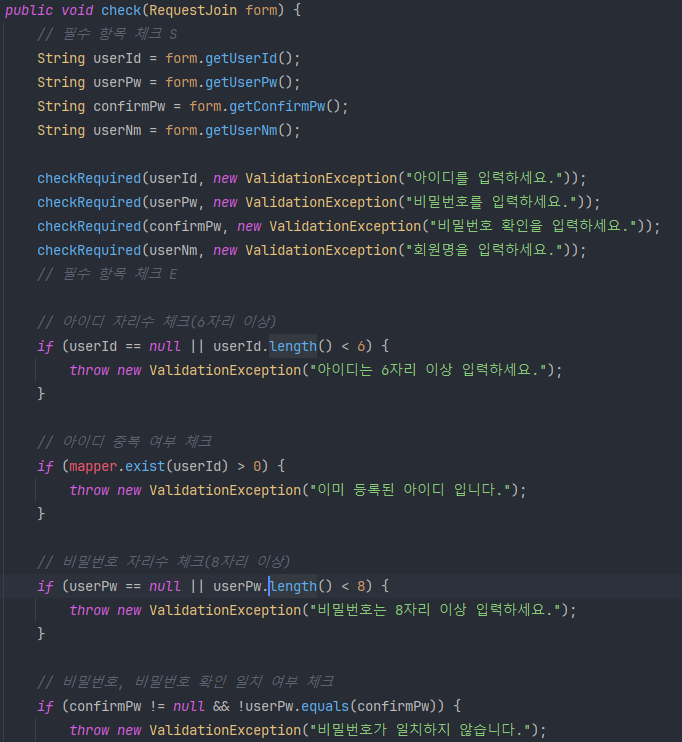 public void check(RequestJoin form) {
    // 필수 항목 체크 S
    String userId = form.getUserId();
    String userPw = form.getUserPw();
    String confirmPw = form.getConfirmPw();
    String userNm = form.getUserNm();

    checkRequired(userId, new ValidationException("아이디를 입력하세요."));
    checkRequired(userPw, new ValidationException("비밀번호를 입력하세요."));
    checkRequired(confirmPw, new ValidationException("비밀번호 확인을 입력하세요."));
    checkRequired(userNm, new ValidationException("회원명을 입력하세요."));
    // 필수 항목 체크 E

    // 아이디 자리수 체크(6자리 이상)
    if (userId == null || userId.length() < 6) {
        throw new ValidationException("아이디는 6자리 이상 입력하세요.");
    }

    // 아이디 중복 여부 체크
    if (mapper.exist(userId) > 0) {
        throw new ValidationException("이미 등록된 아이디 입니다.");
    }

    // 비밀번호 자리수 체크(8자리 이상)
    if (userPw == null || userPw.length() < 8) {
        throw new ValidationException("비밀번호는 8자리 이상 입력하세요.");
    }

    // 비밀번호, 비밀번호 확인 일치 여부 체크
    if (confirmPw != null && !userPw.equals(confirmPw)) {
        throw new ValidationException("비밀번호가 일치하지 않습니다.");